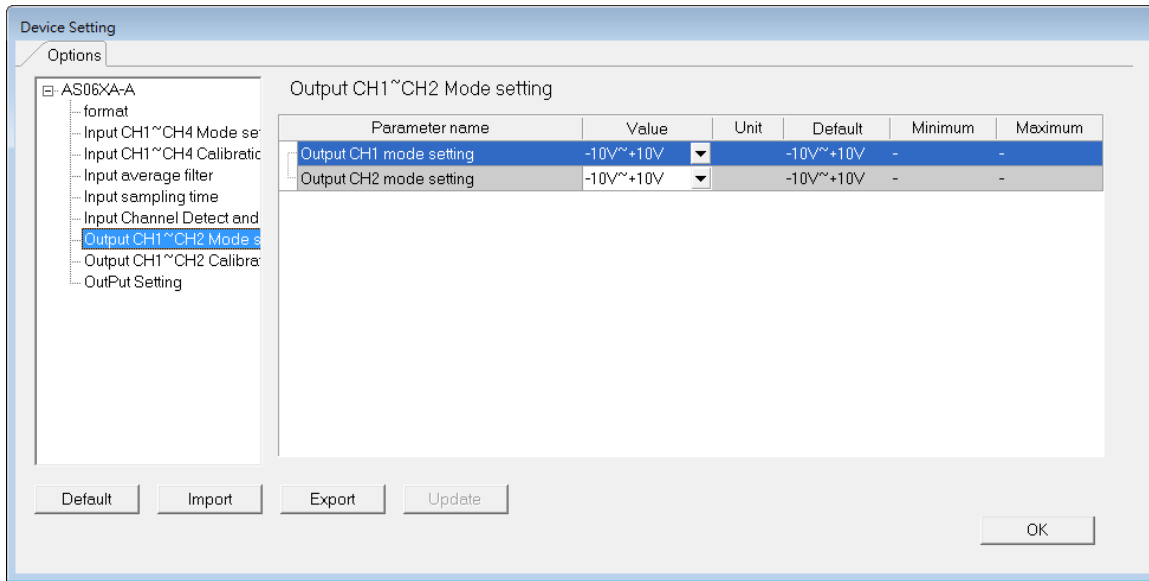 Device Setting
Options
AS06XA-A
format
Input CH1~CH4 Mode set
Input CH1~CH4 Calibratic
Input average filter
Input sampling time
Input Channel Detect and
Output CH1~CH2 Mode s
Output CH1~CH2 Calibrat
OutPut Setting
Output CH1~CH2 Mode setting
Parameter name Value Unit Default Minimum Maximum
Output CH1 mode setting -10V~+10V -10V~+10V - -
Output CH2 mode setting -10V~+10V -10V~+10V - -
Default Import Export Update
OK